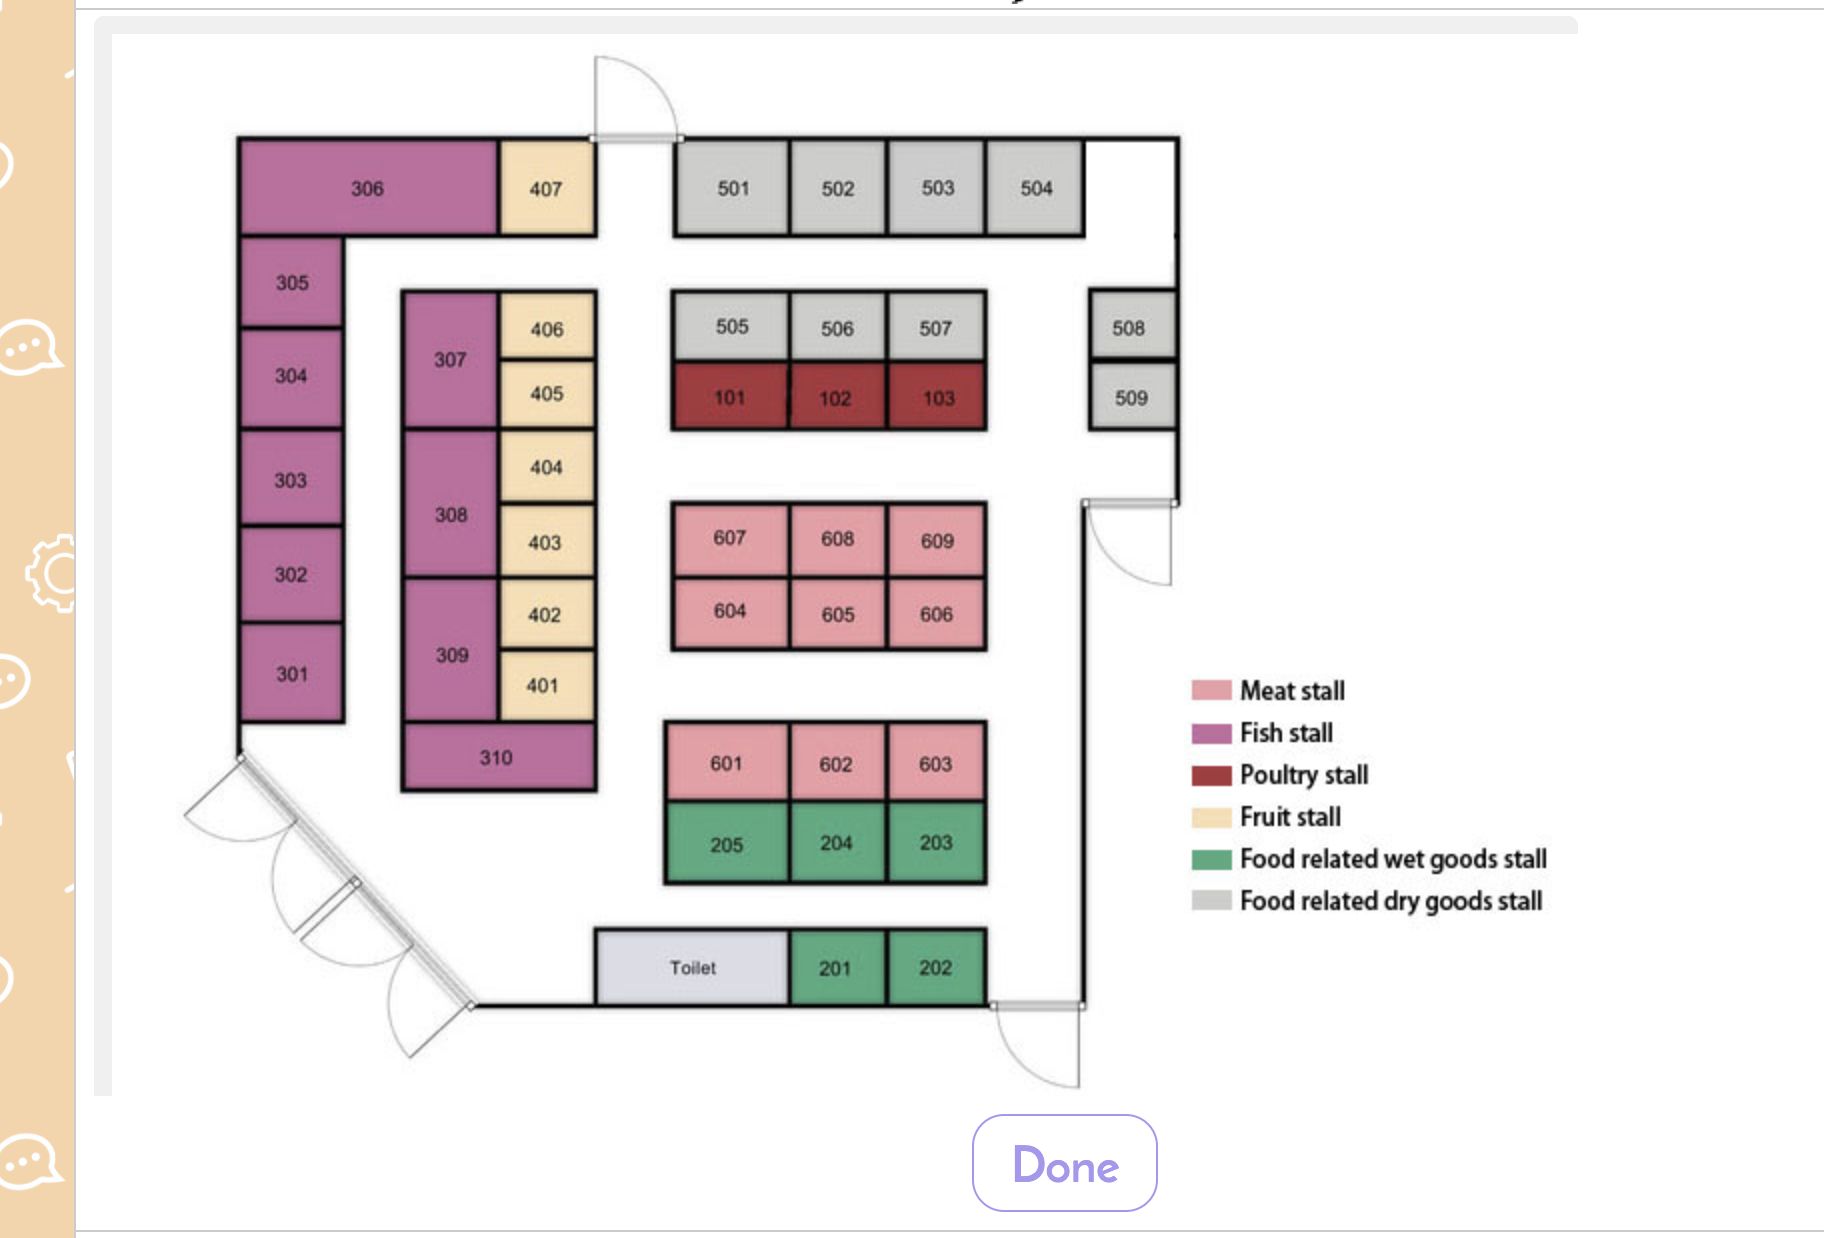 306 407 501 502 503 504
305
307 406 505 506 507 508
304 405 101 102 103 509
303 308 404
403 607 608 609
302 402 604 605 606
301 309 401
310 601 602 603
205 204 203
Toilet 201 202
Meat stall
Fish stall
Poultry stall
Fruit stall
Food related wet goods stall
Food related dry goods stall
Done